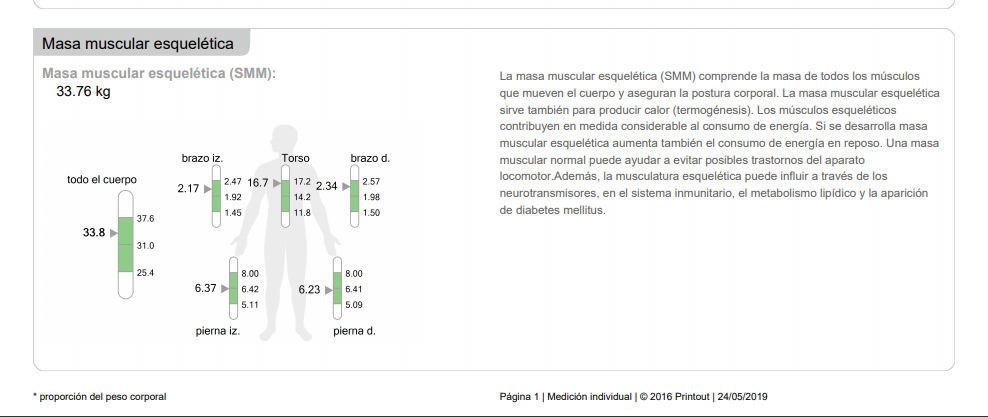 Masa muscular esquelética
Masa muscular esquelética (SMM):
33.76 kg
La masa muscular esquelética (SMM) comprende la masa de todos los músculos
que mueven el cuerpo y aseguran la postura corporal. La masa muscular esquelética
sirve también para producir calor (termogénesis). Los músculos esqueléticos
contribuyen en medida considerable al consumo de energía. Si se desarrolla masa
muscular esquelética aumenta también el consumo de energía en reposo. Una masa
muscular normal puede ayudar a evitar posibles trastornos del aparato
locomotor.Además, la musculatura esquelética puede influir a través de los
neurotransmisores, en el sistema inmunitario, el metabolismo lipídico y la aparición
de diabetes mellitus.
todo el cuerpo
33.8
37.6
31.0
25.4
brazo iz.
2.17
2.47
1.92
1.45
Torso
16.7
17.2
14.2
11.8
brazo d.
2.34
2.57
1.98
1.50
6.37
8.00
6.42
5.11
pierna iz.
6.23
8.00
6.41
5.09
pierna d.
* proporción del peso corporal
Página 1 | Medición individual | © 2016 Printout | 24/05/2019